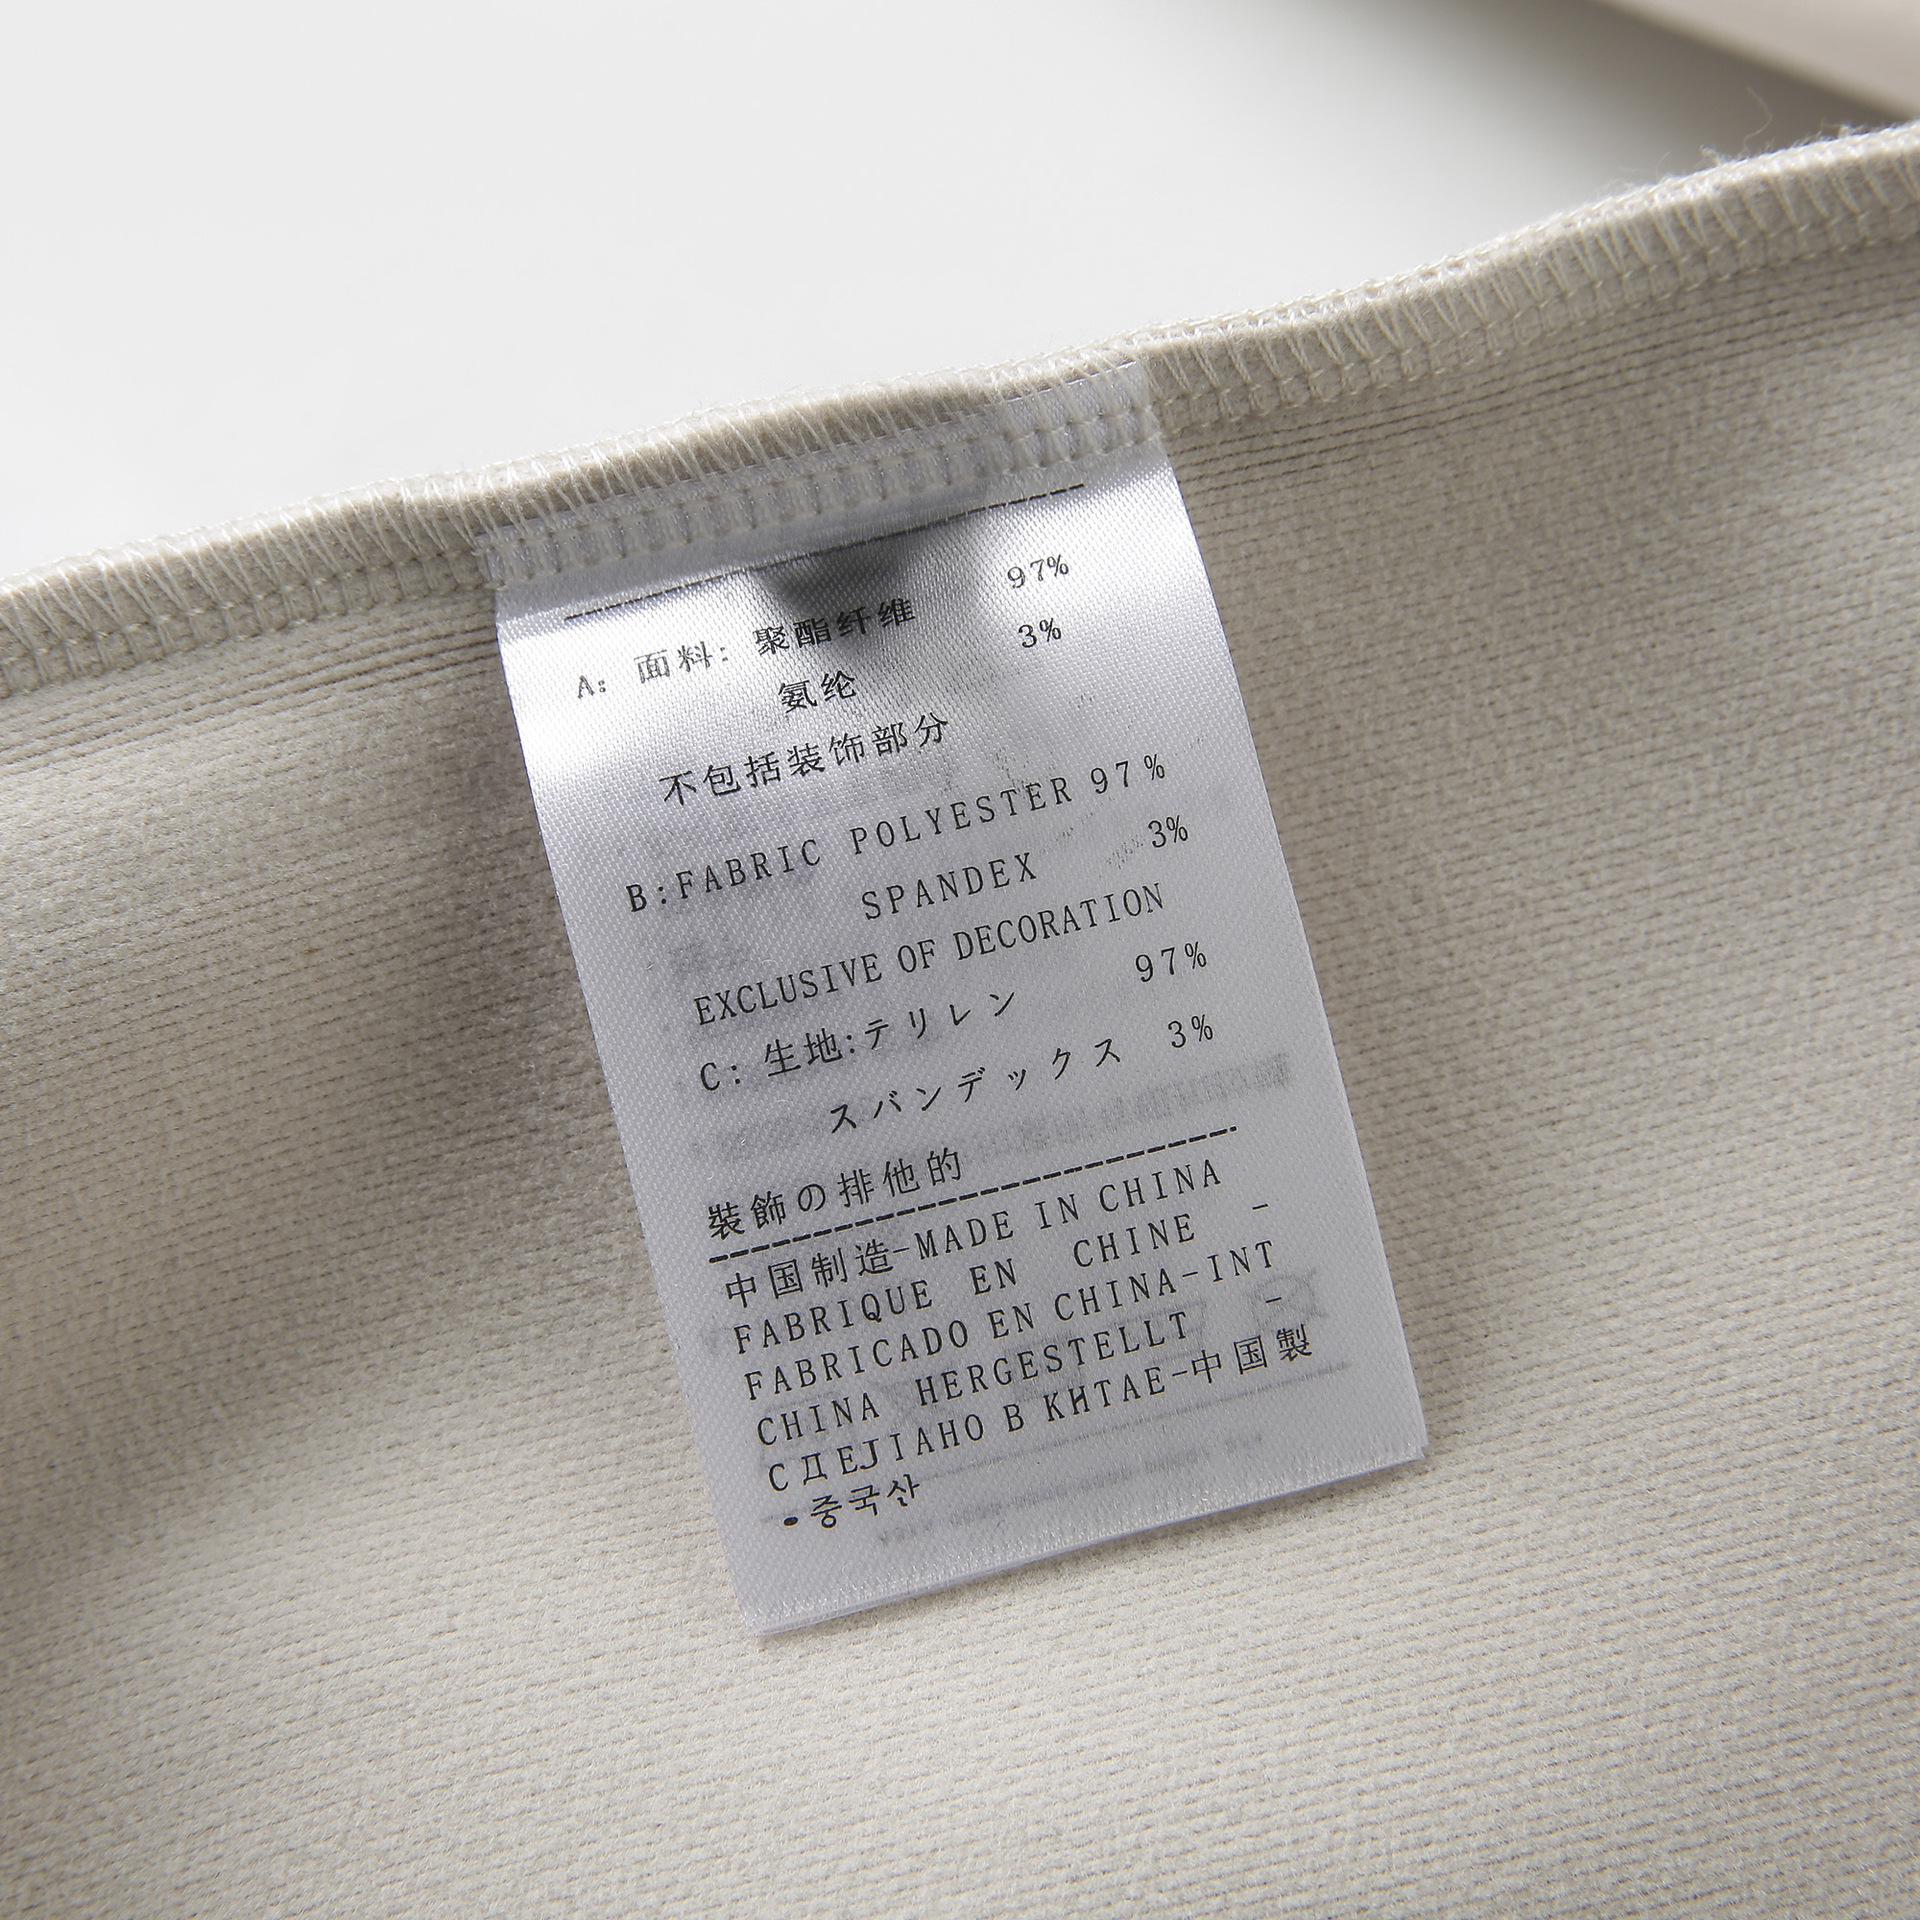 A: 面料: 聚酯纤维 97%
氨纶 3%
不包括装饰部分
B:FABRIC POLYESTER 97%
SPANDEX 3%
EXCLUSIVE OF DECORATION
C: 生地:テリレン 97%
スバンデックス 3%
装飾の排他的
中国制造-MADE IN CHINA
FABRIQUE EN CHINE -
FABRICADO EN CHINA-INT
CHINA HERGESTELLT -
CДEJIAHO B KHTAE-中国製
•중국산